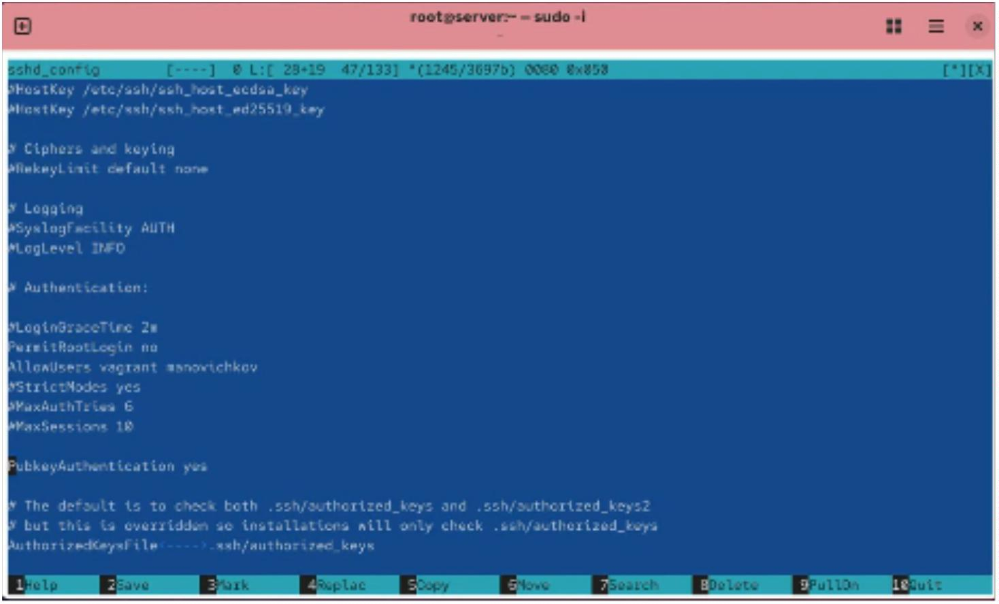 root@server:~ — sudo -i
sshd_config [----] 0 L:[ 28+19 47/133] *(1245/3697b) 0080 0x050 [*][X]
#HostKey /etc/ssh/ssh_host_ecdsa_key
#HostKey /etc/ssh/ssh_host_ed25519_key
# Ciphers and keying
#RekeyLimit default none
# Logging
#SyslogFacility AUTH
#LogLevel INFO
# Authentication:
#LoginGraceTime 2m
PermitRootLogin no
AllowUsers vagrant manovichkov
#StrictModes yes
#MaxAuthTries 6
#MaxSessions 10
PubkeyAuthentication yes
# The default is to check both .ssh/authorized_keys and .ssh/authorized_keys2
# but this is overridden so installations will only check .ssh/authorized_keys
AuthorizedKeysFile<---->.ssh/authorized_keys
1Help 2Save 3Mark 4Replac 5Copy 6Move 7Search 8Delete 9PullDn 10Quit